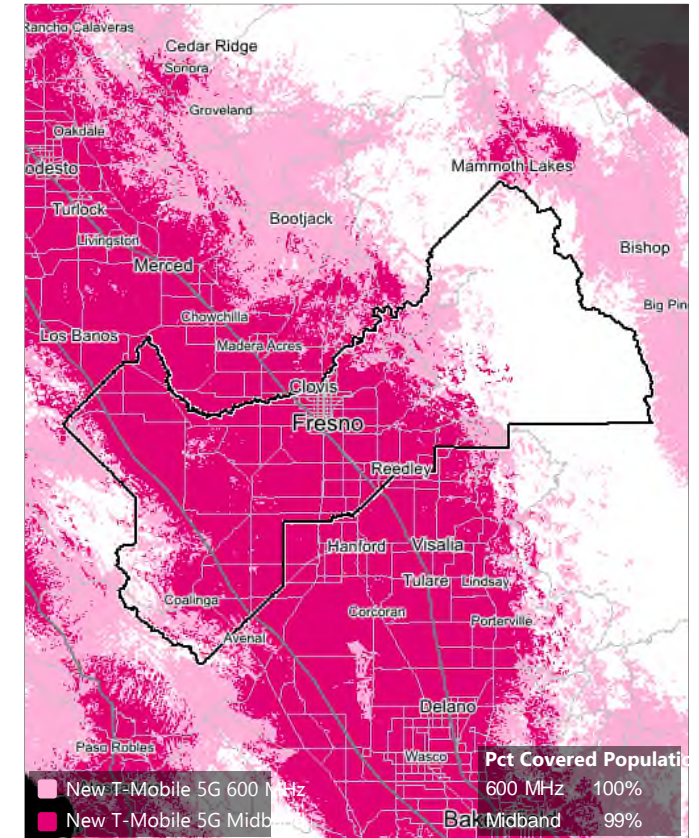 Rancho Calaveras
Cedar Ridge
Sonora
Groveland
Oakdale
odesto
Mammoth Lakes
Turlock
Bootjack
Livingston
Bishop
Merced
Big Pin
Chowchilla
Los Banos
Madera Acres
Clovis
Fresno
Reedley
Hanford
Visalia
Tulare
Lindsay
Coalinga
Corcoran
Porterville
Avenal
Delano
Paso Robles
Wasco
Pct Covered Populatio
New T-Mobile 5G 600 MHz
600 MHz 100%
New T-Mobile 5G Midband
Midband 99%